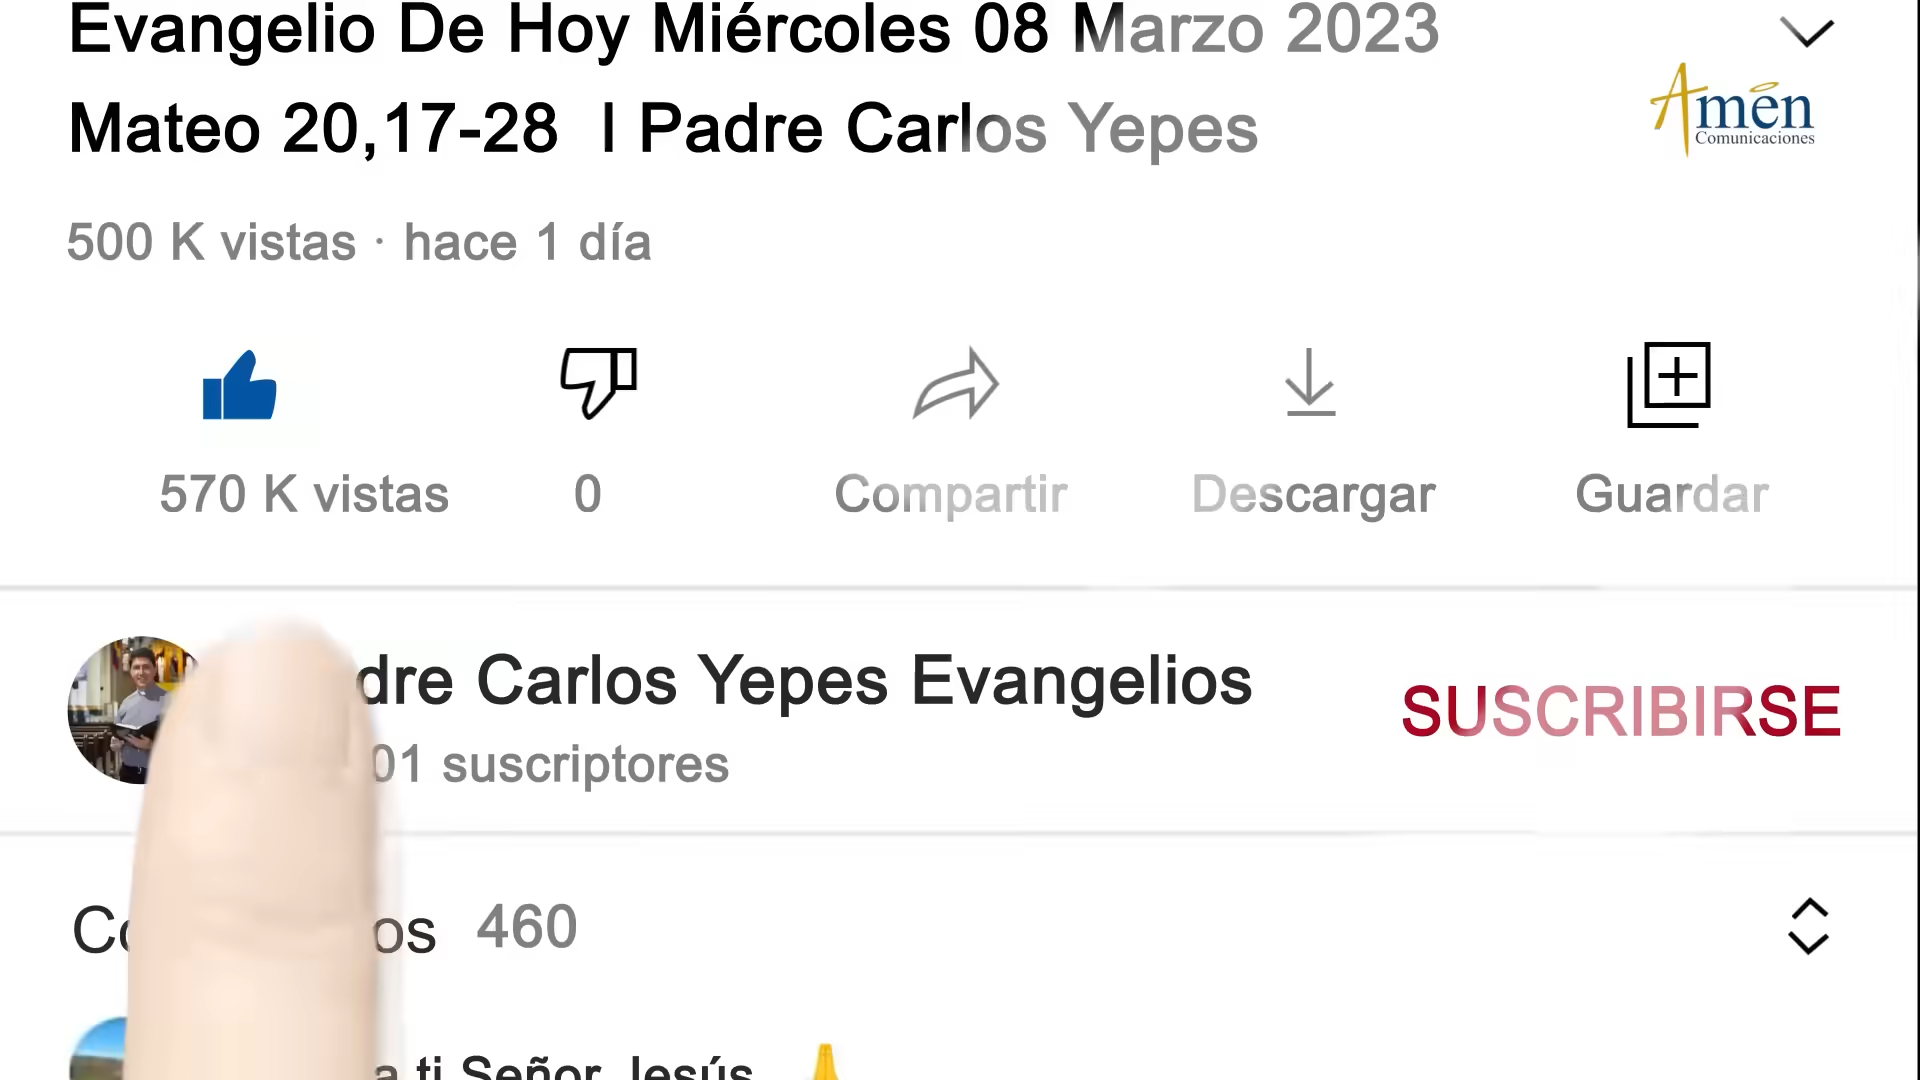 Evangelio De Hoy Miércoles 08 Marzo 2023
Mateo 20,17-28 l Padre Carlos Yepes
Amén
Comunicaciones
500 K vistas · hace 1 día
570 K vistas
0
Compartir
Descargar
Guardar
dre Carlos Yepes Evangelios
SUSCRIBIRSE
01 suscriptores
460
a ti Señor Jesús